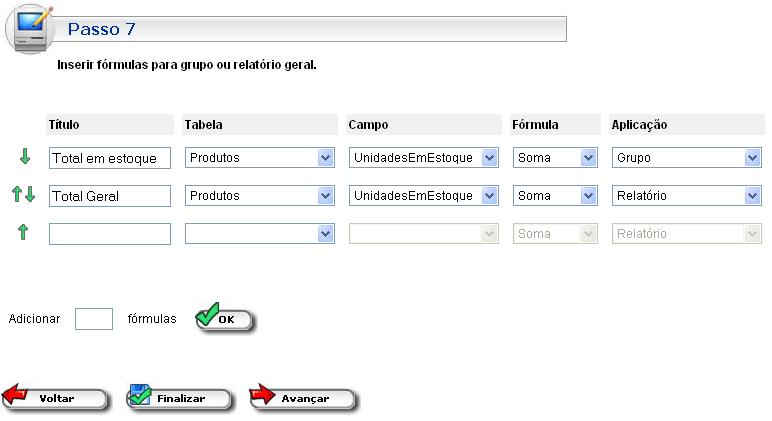 Passo 7
Inserir fórmulas para grupo ou relatório geral.
Título Tabela Campo Fórmula Aplicação
Total em estoque Produtos UnidadesEmEstoque Soma Grupo
Total Geral Produtos UnidadesEmEstoque Soma Relatório
Soma Relatório
Adicionar fórmulas OK
Voltar Finalizar Avançar